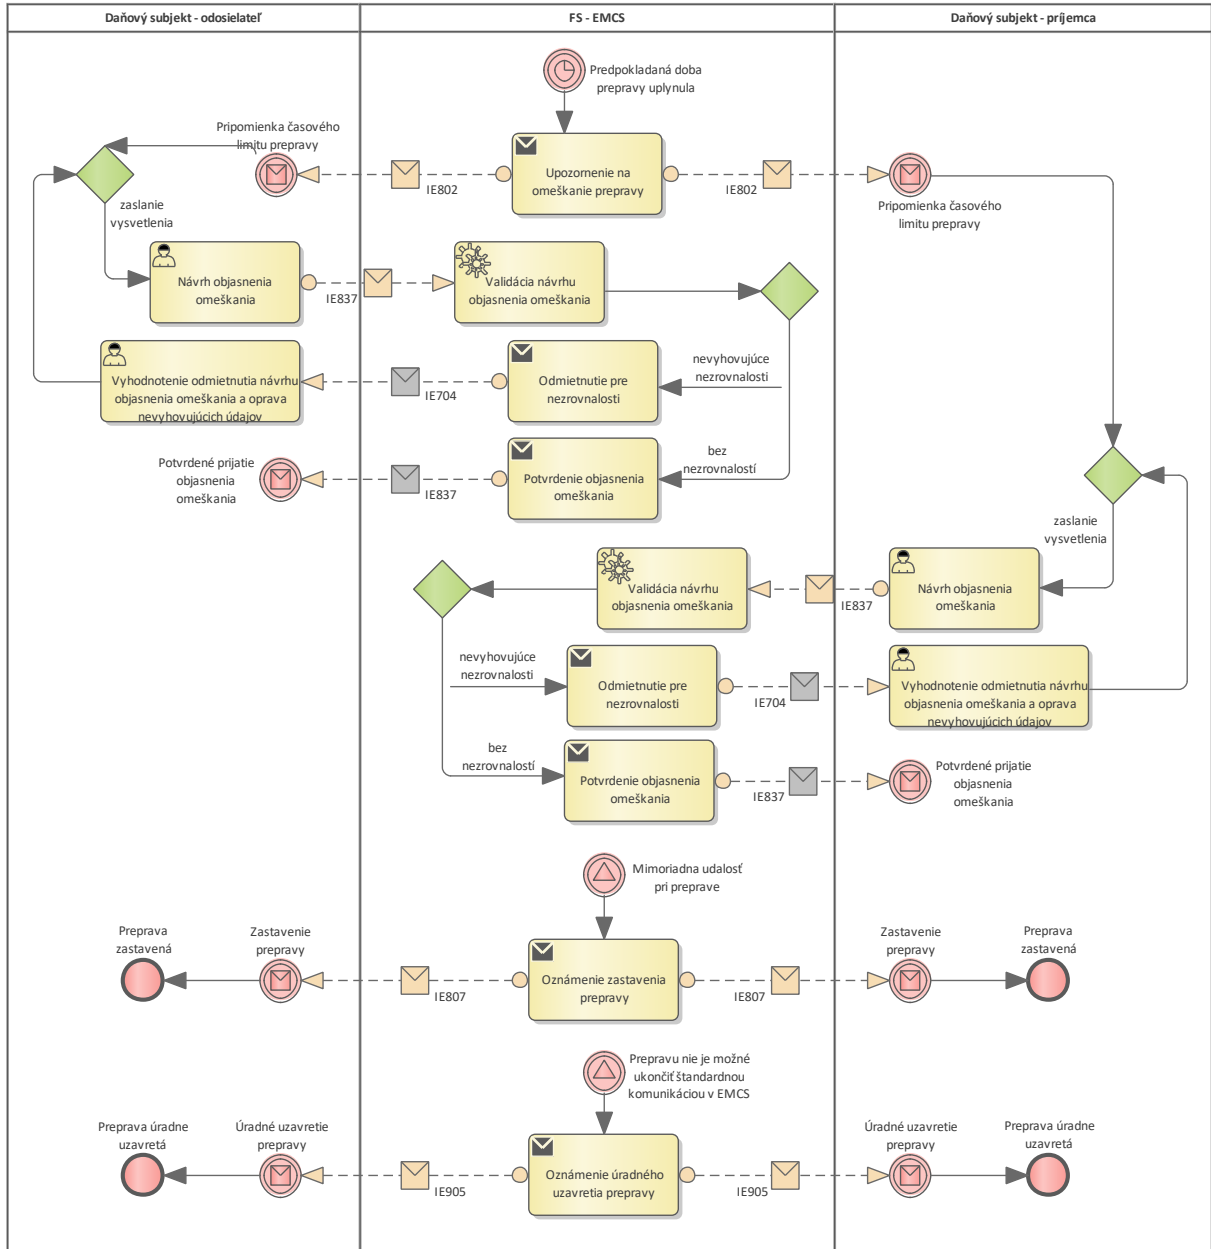 Daňový subjekt - odosielateľ
FS - EMCS
Daňový subjekt - príjemca
Predpokladaná doba
prepravy uplynula
Pripomienka časového
limitu prepravy
Upozornenie na
omeškanie prepravy
IE802
IE802
Pripomienka časového
limitu prepravy
zaslanie
vysvetlenia
Návrh objasnenia
omeškania
IE837
Validácia návrhu
objasnenia omeškania
Vyhodnotenie odmietnutia návrhu
objasnenia omeškania a oprava
nevyhovujúcich údajov
IE704
Odmietnutie pre
nezrovnalosti
nevyhovujúce
nezrovnalosti
Potvrdené prijatie
objasnenia
omeškania
IE837
Potvrdenie objasnenia
omeškania
bez
nezrovnalostí
zaslanie
vysvetlenia
Validácia návrhu
objasnenia omeškania
IE837
Návrh objasnenia
omeškania
nevyhovujúce
nezrovnalosti
Odmietnutie pre
nezrovnalosti
IE704
Vyhodnotenie odmietnutia návrhu
objasnenia omeškania a oprava
nevyhovujúcich údajov
bez
nezrovnalostí
Potvrdenie objasnenia
omeškania
IE837
Potvrdené prijatie
objasnenia
omeškania
Mimoriadna udalosť
pri preprave
Preprava
zastavená
Zastavenie
prepravy
IE807
Oznámenie zastavenia
prepravy
IE807
Zastavenie
prepravy
Preprava
zastavená
Prepravu nie je možné
ukončiť štandardnou
komunikáciou v EMCS
Preprava úradne
uzavretá
Úradné uzavretie
prepravy
IE905
Oznámenie úradného
uzavretia prepravy
IE905
Úradné uzavretie
prepravy
Preprava úradne
uzavretá